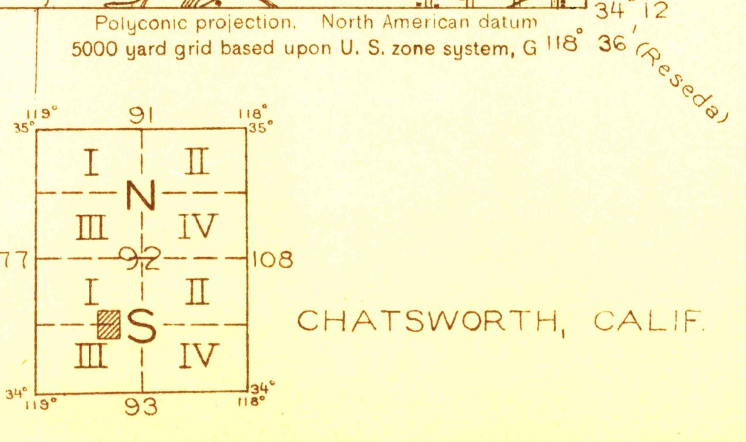 34° 12
Polyconic projection. North American datum
5000 yard grid based upon U. S. zone system, G 118° 36'
(Reseda)
119° 91 118°
35° 35°
I II
N
III IV
77 92 108
I II
S
CHATSWORTH, CALIF.
III IV
34° 34°
119° 93 118°